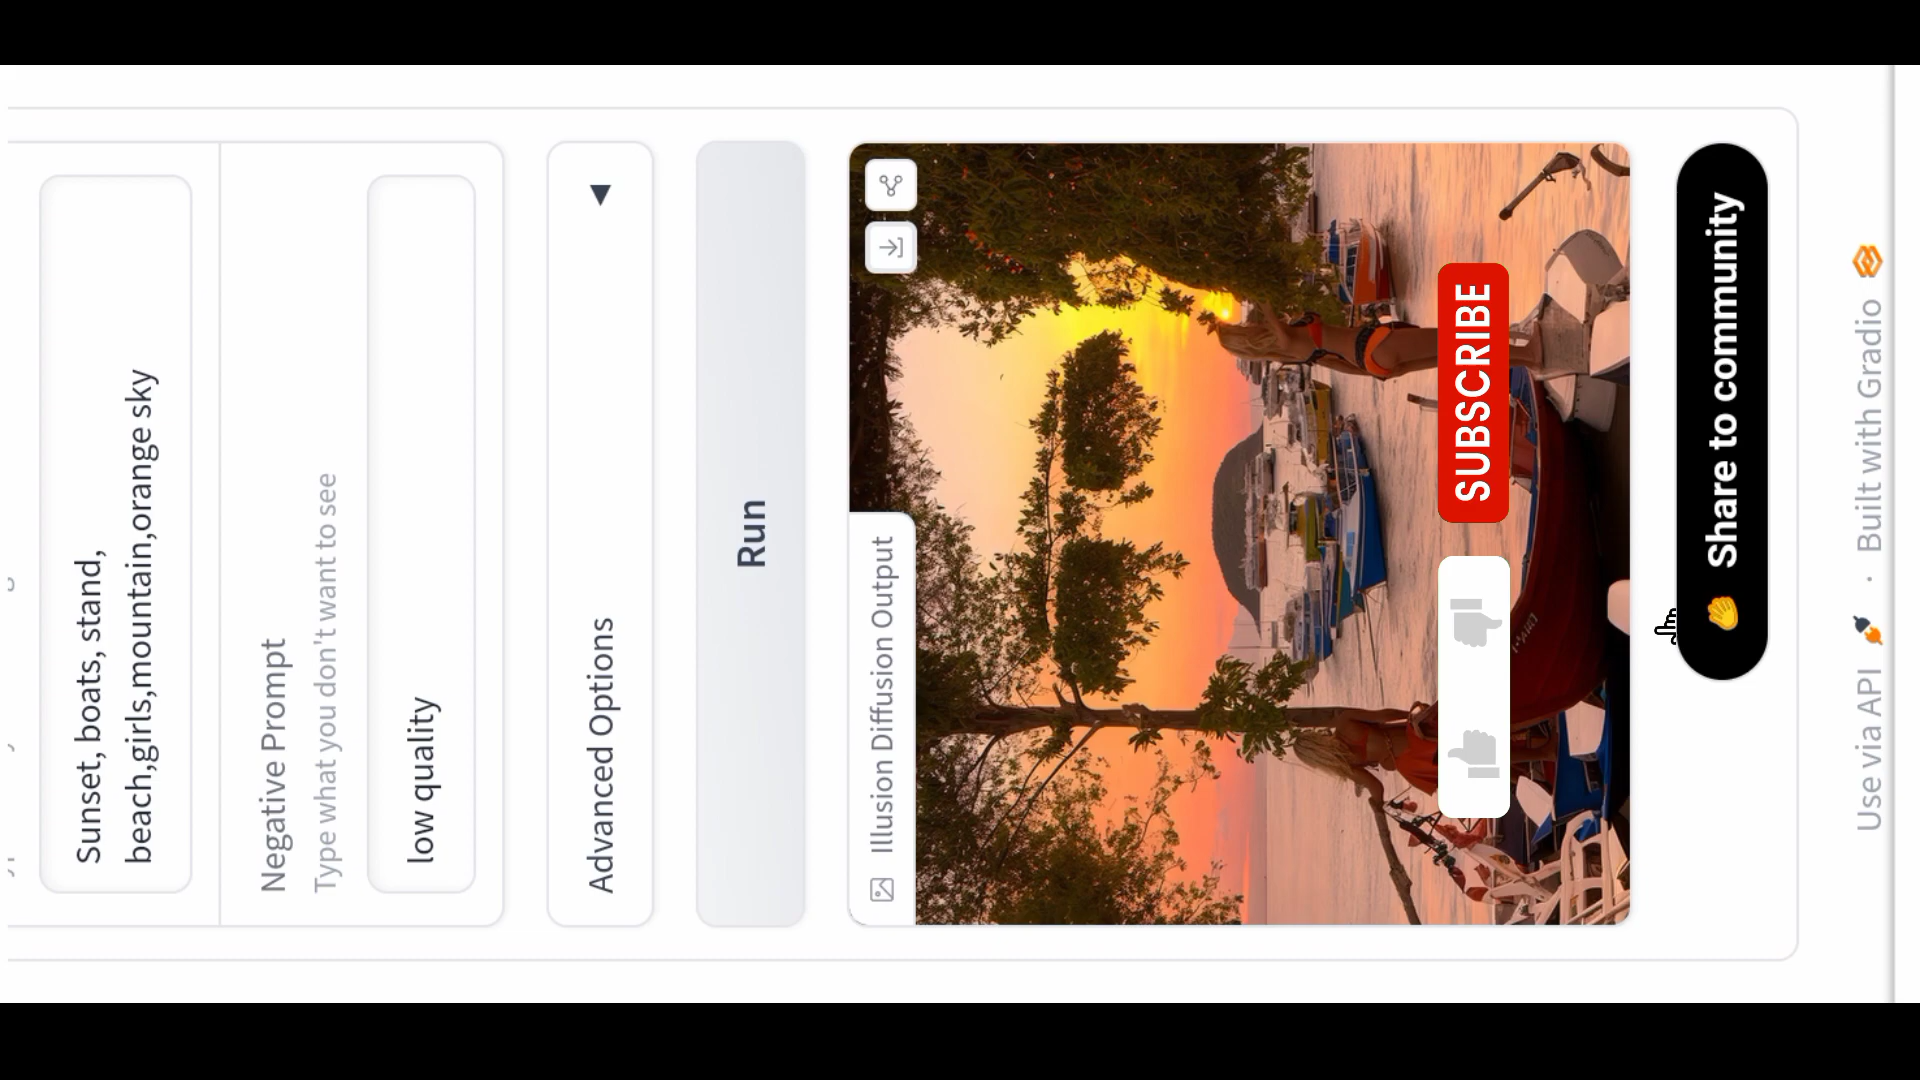 Sunset, boats, stand,
beach,girls,mountain,orange sky
Negative Prompt
Type what you don't want to see
low quality
Advanced Options
Run
Illusion Diffusion Output
SUBSCRIBE
Share to community
Use via API · Built with Gradio